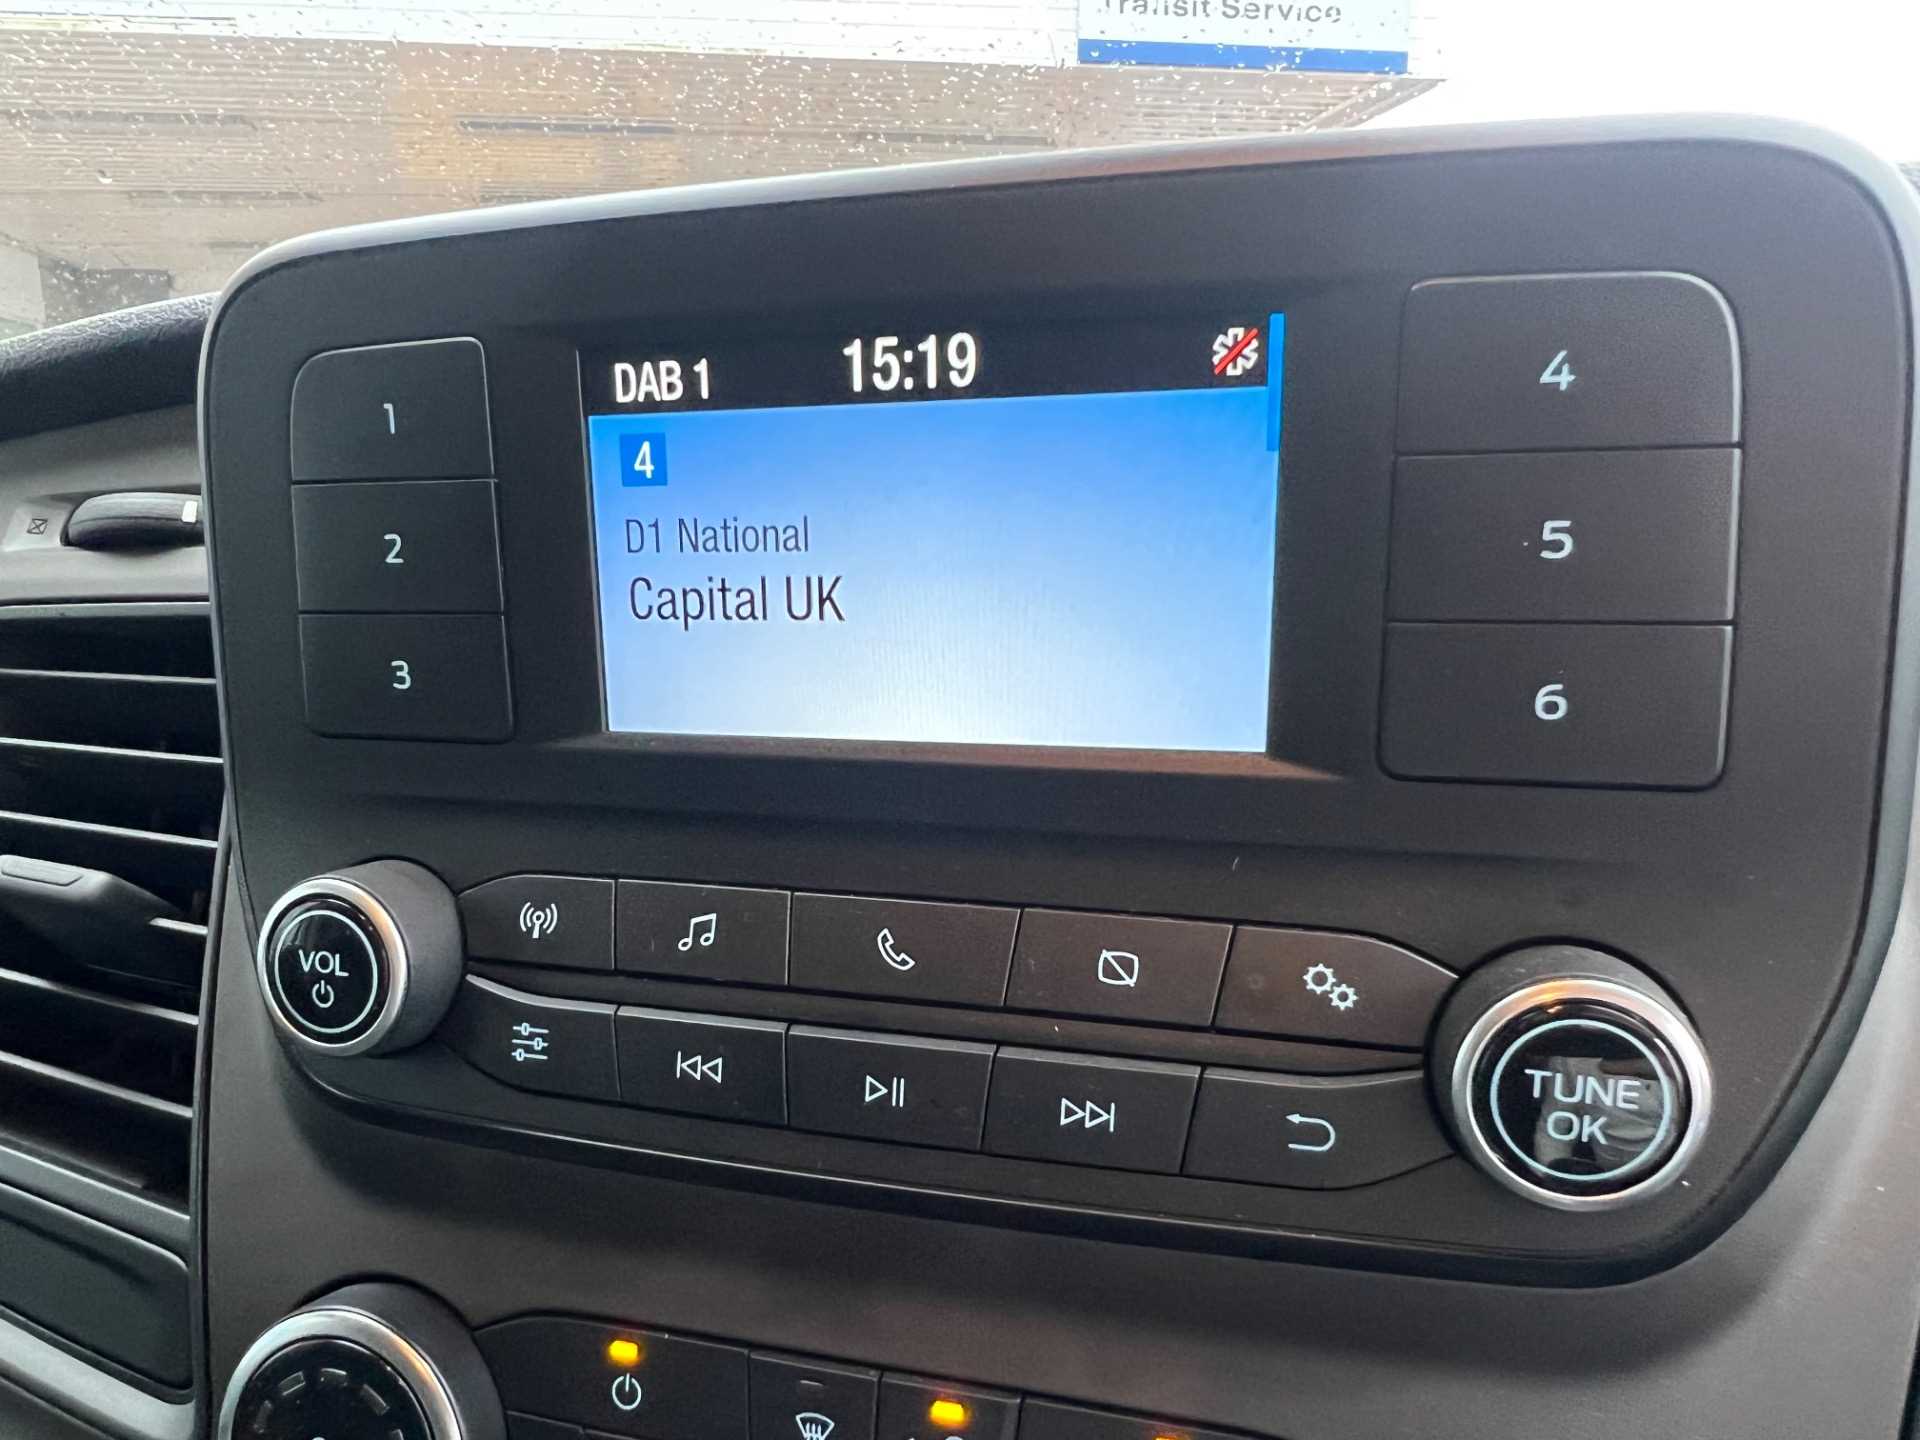 Transit Service
DAB 1
15:19
4
D1 National
Capital UK
1
2
3
4
5
6
VOL
TUNE
OK